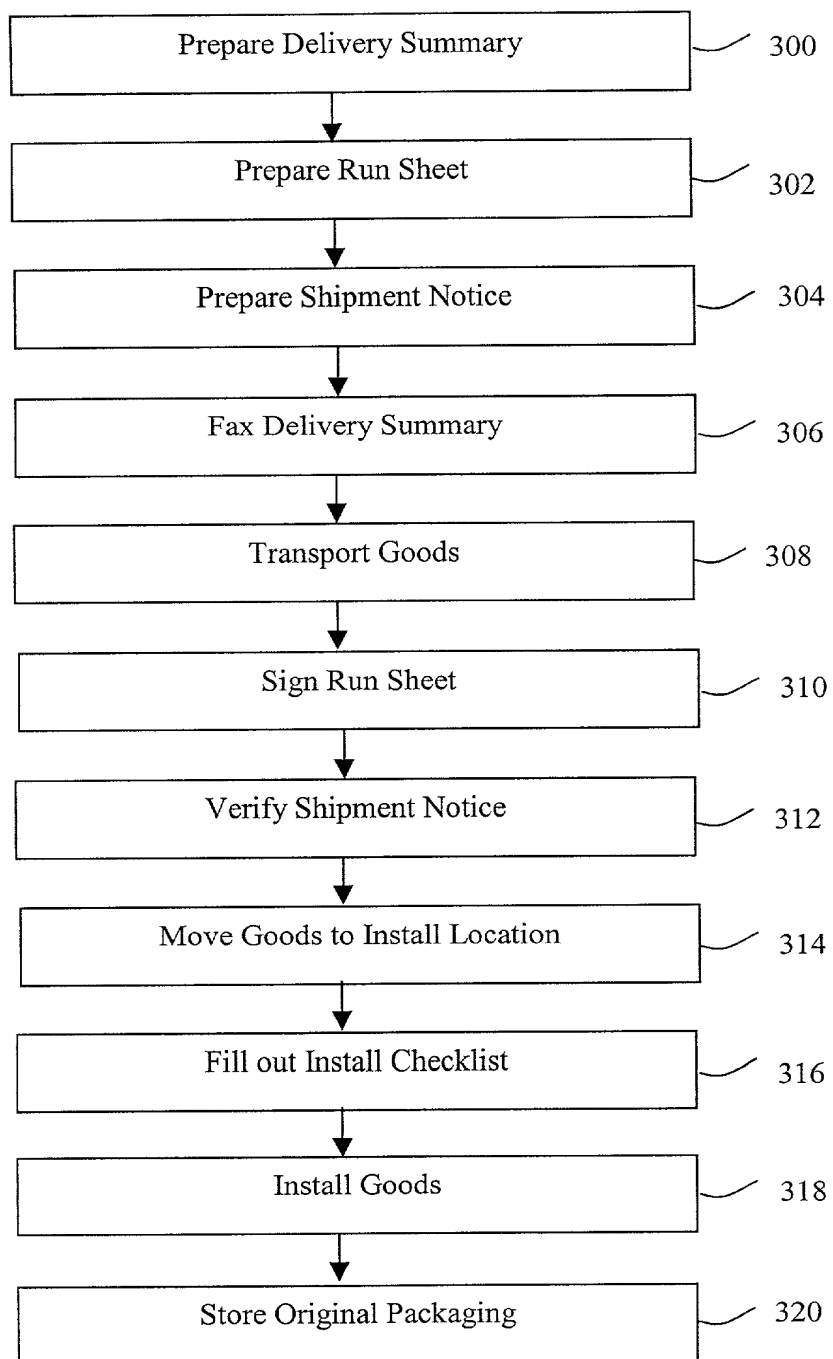 Prepare Delivery Summary 300
Prepare Run Sheet 302
Prepare Shipment Notice 304
Fax Delivery Summary 306
Transport Goods 308
Sign Run Sheet 310
Verify Shipment Notice 312
Move Goods to Install Location 314
Fill out Install Checklist 316
Install Goods 318
Store Original Packaging 320